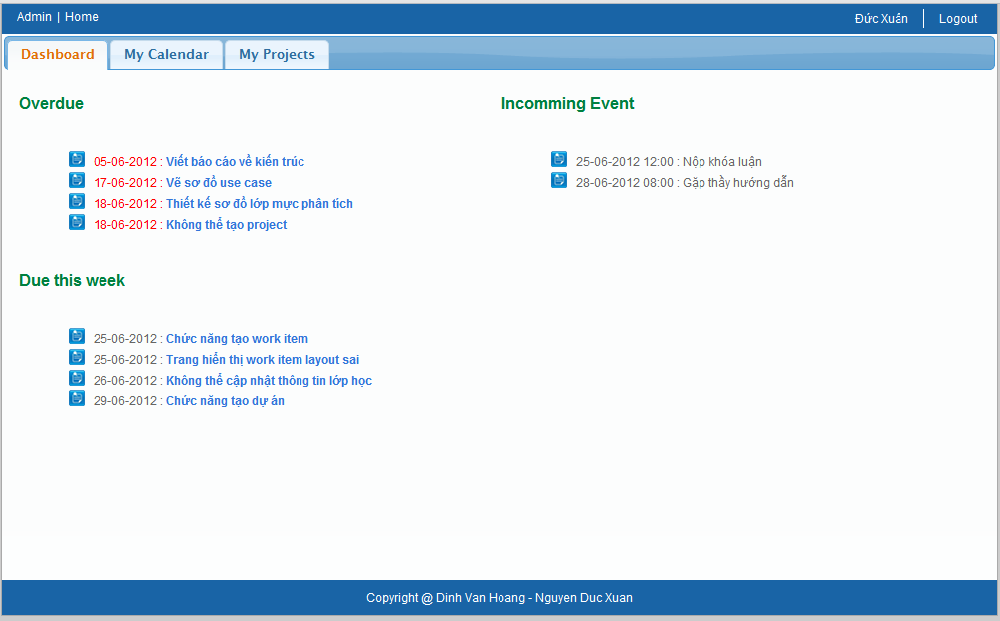 Admin | Home
Đức Xuân | Logout
Dashboard
My Calendar
My Projects
Overdue
05-06-2012 : Viết báo cáo về kiến trúc
17-06-2012 : Vẽ sơ đồ use case
18-06-2012 : Thiết kế sơ đồ lớp mực phân tích
18-06-2012 : Không thể tạo project
Due this week
25-06-2012 : Chức năng tạo work item
25-06-2012 : Trang hiển thị work item layout sai
26-06-2012 : Không thể cập nhật thông tin lớp học
29-06-2012 : Chức năng tạo dự án
Incomming Event
25-06-2012 12:00 : Nộp khóa luận
28-06-2012 08:00 : Gặp thầy hướng dẫn
Copyright @ Dinh Van Hoang - Nguyen Duc Xuan